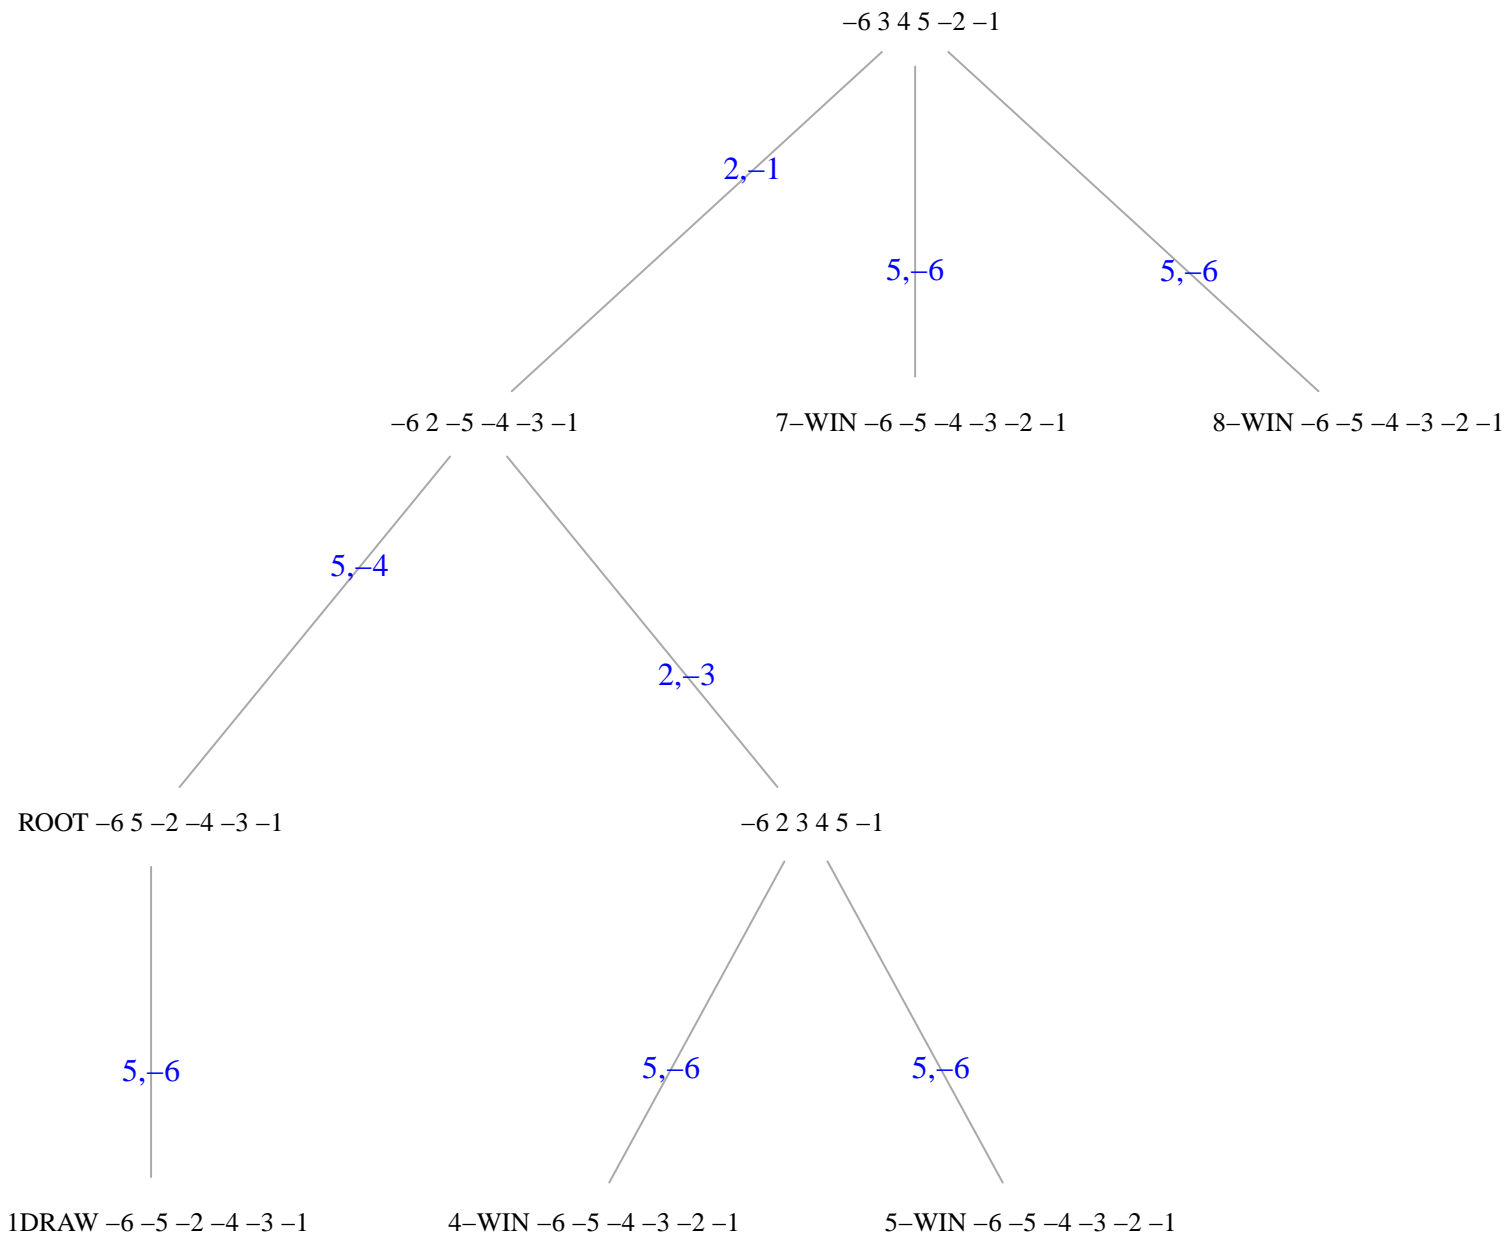 –6 3 4 5 –2 –1
2,–1
5,–6
5,–6
–6 2 –5 –4 –3 –1
7–WIN –6 –5 –4 –3 –2 –1
8–WIN –6 –5 –4 –3 –2 –1
5,–4
2,–3
ROOT –6 5 –2 –4 –3 –1
–6 2 3 4 5 –1
5,–6
5,–6
5,–6
1DRAW –6 –5 –2 –4 –3 –1
4–WIN –6 –5 –4 –3 –2 –1
5–WIN –6 –5 –4 –3 –2 –1